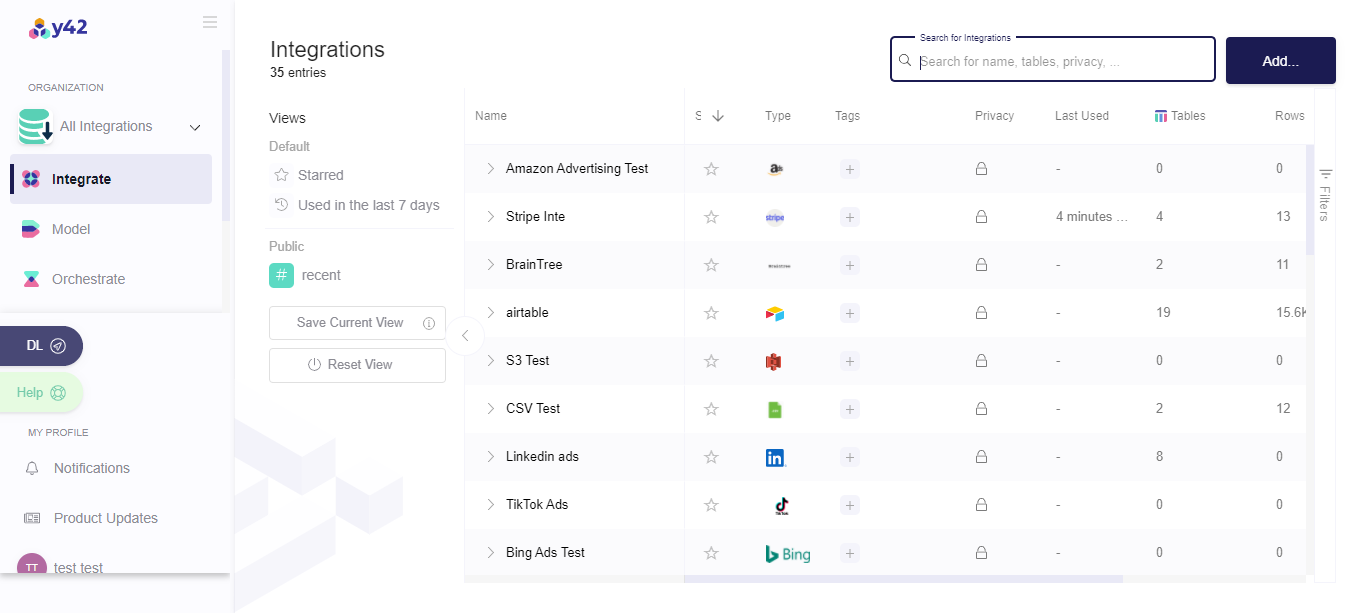 y42
ORGANIZATION
All Integrations
Integrate
Model
Orchestrate
DL
Help
MY PROFILE
Notifications
Product Updates
TT test test
Integrations
35 entries
Search for Integrations
Search for name, tables, privacy, ...
Add...
Views
Default
Starred
Used in the last 7 days
Public
# recent
Save Current View
Reset View
Name S Type Tags Privacy Last Used Tables Rows
Amazon Advertising Test a + - 0 0
Stripe Inte stripe + 4 minutes ... 4 13
BrainTree + - 2 11
airtable + - 19 15.6K
S3 Test + - 0 0
CSV Test + - 2 12
Linkedin ads in + - 8 0
TikTok Ads TikTok + - 0 0
Bing Ads Test Bing + - 0 0
Filters